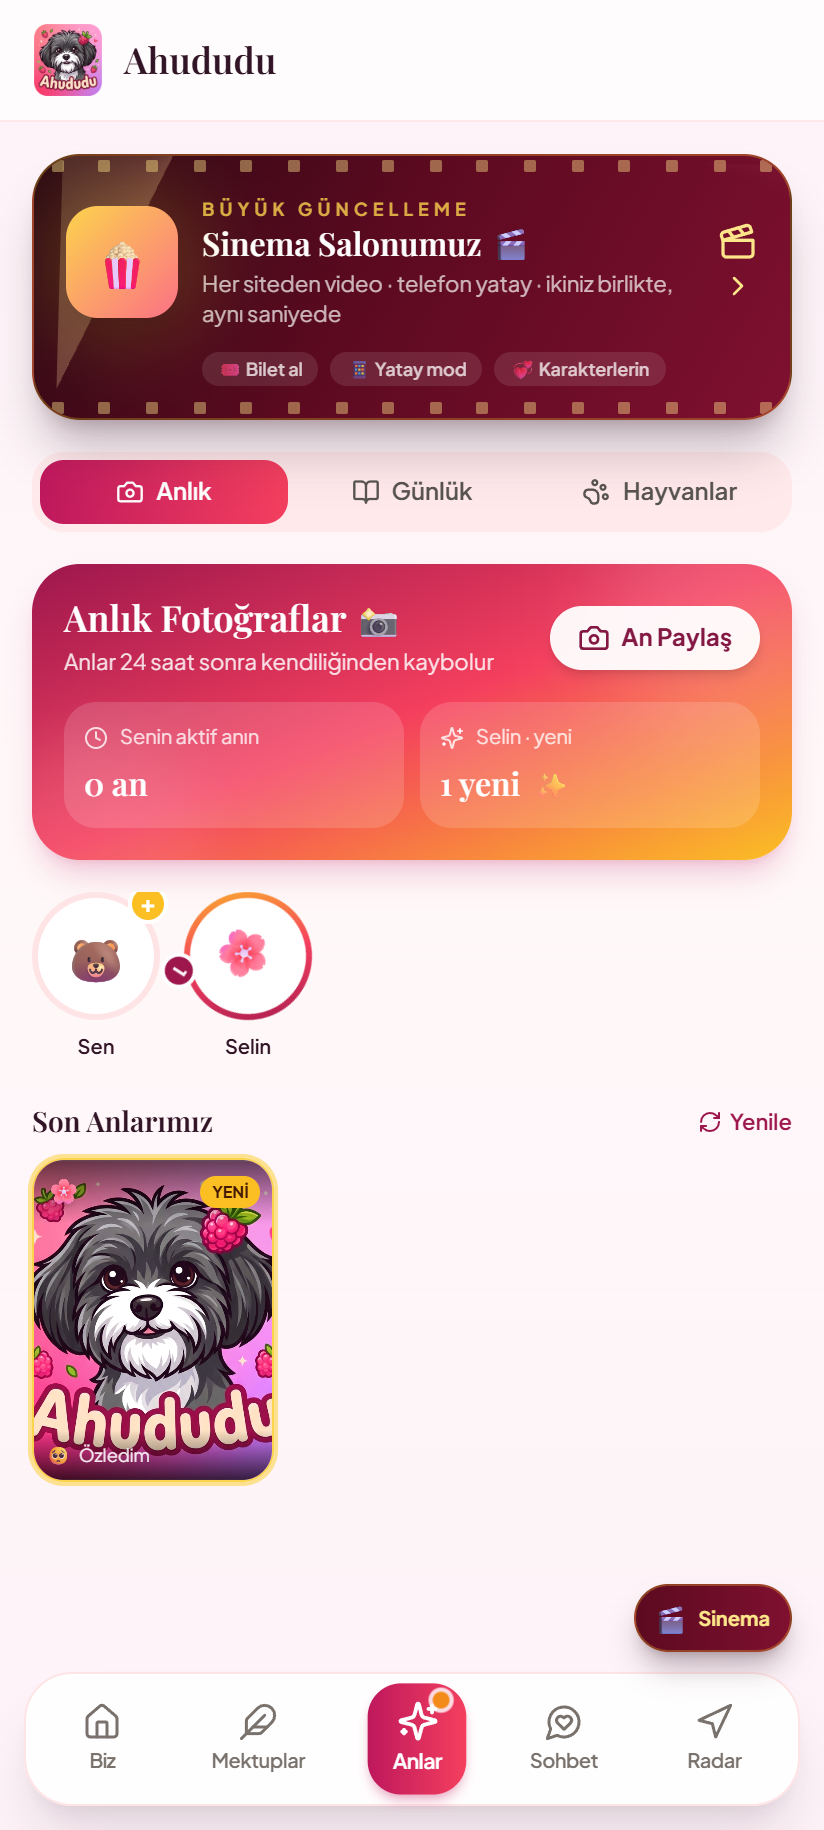 Ahududu
Ahududu
BÜYÜK GÜNCELLEME
Sinema Salonumuz
Her siteden video · telefon yatay · ikiniz birlikte,
aynı saniyede
Bilet al
Yatay mod
Karakterlerin
Anlık
Günlük
Hayvanlar
Anlık Fotoğraflar
Anlar 24 saat sonra kendiliğinden kaybolur
An Paylaş
Senin aktif anın
0 an
Selin · yeni
1 yeni
Sen
Selin
Son Anlarımız
Yenile
YENİ
Ahududu
Özledim
Sinema
Biz
Mektuplar
Anlar
Sohbet
Radar